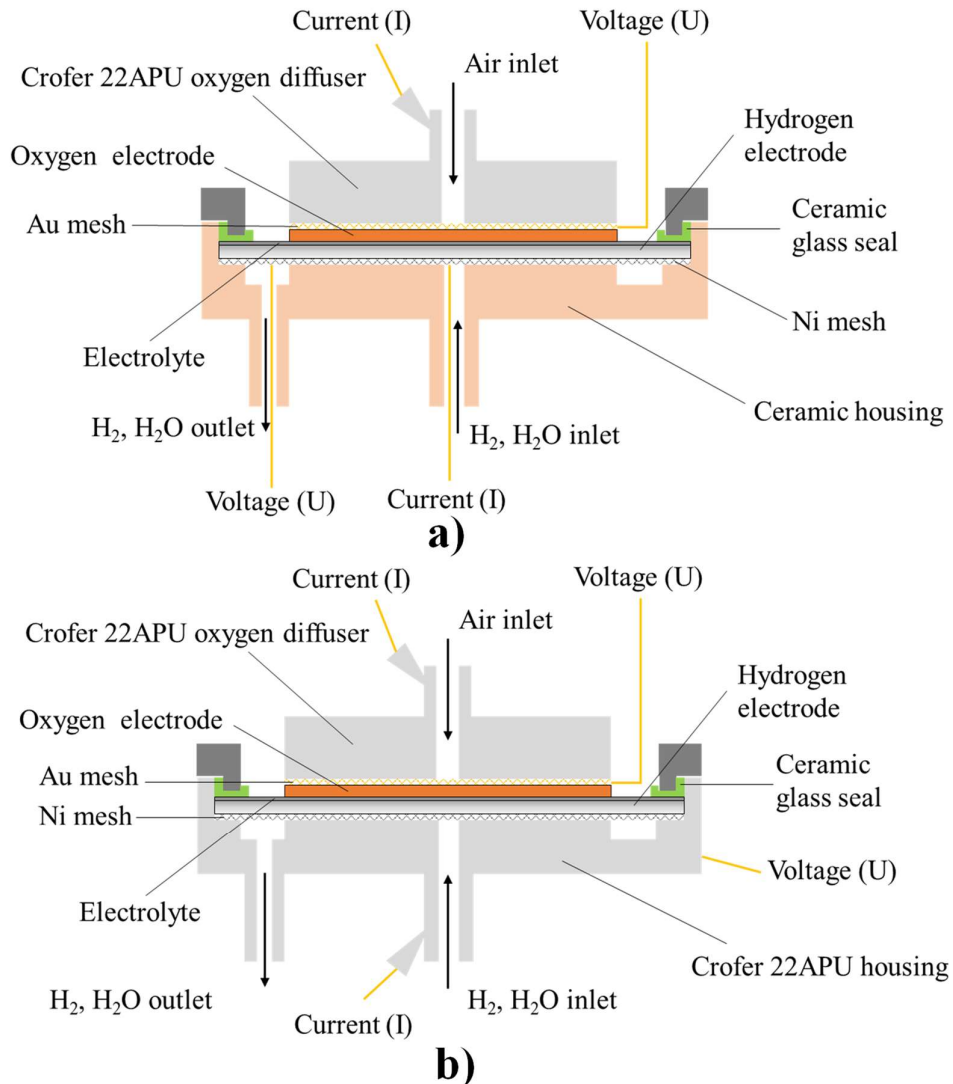 Current (I)
Voltage (U)
Air inlet
Crofer 22APU oxygen diffuser
Hydrogen
electrode
Oxygen electrode
Au mesh
Ceramic
glass seal
Ni mesh
Electrolyte
Ceramic housing
H₂, H₂O outlet
H₂, H₂O inlet
Voltage (U)
Current (I)
a)
Current (I)
Voltage (U)
Air inlet
Crofer 22APU oxygen diffuser
Hydrogen
electrode
Oxygen electrode
Au mesh
Ceramic
glass seal
Ni mesh
Voltage (U)
Electrolyte
Crofer 22APU housing
H₂, H₂O outlet
H₂, H₂O inlet
Current (I)
b)